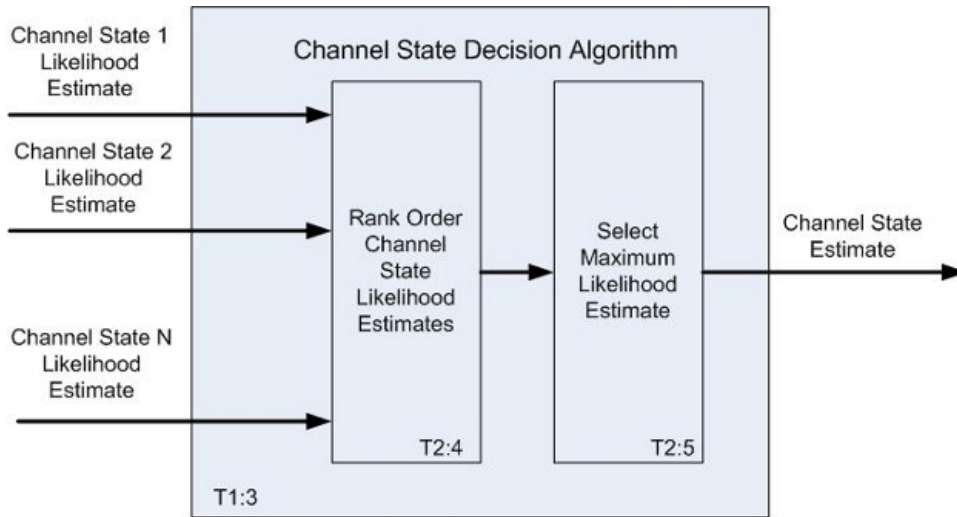 Channel State 1
Likelihood
Estimate
Channel State Decision Algorithm
Channel State 2
Likelihood
Estimate
Rank Order
Channel
State
Likelihood
Estimates
Select
Maximum
Likelihood
Estimate
Channel State
Estimate
Channel State N
Likelihood
Estimate
T2:4
T2:5
T1:3